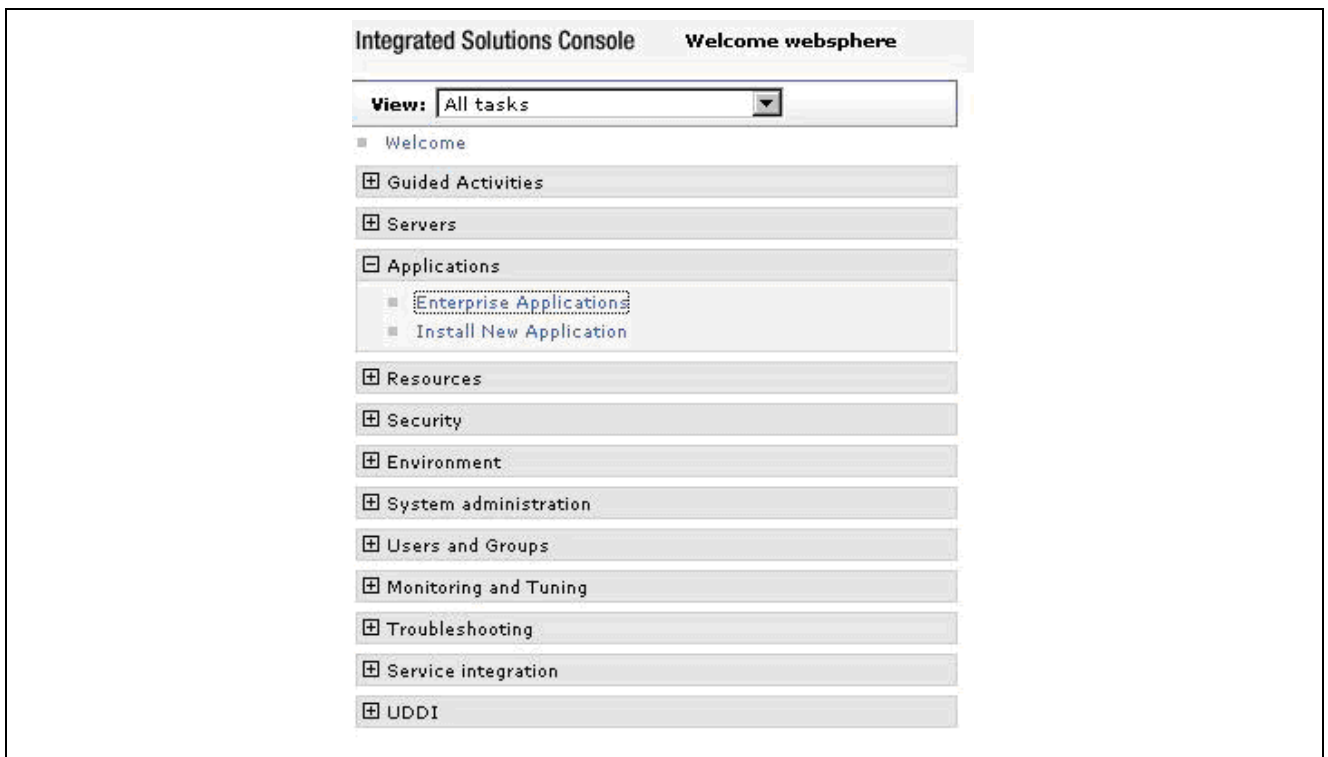 Integrated Solutions Console Welcome websphere
View: All tasks
Welcome
Guided Activities
Servers
Applications
Enterprise Applications
Install New Application
Resources
Security
Environment
System administration
Users and Groups
Monitoring and Tuning
Troubleshooting
Service integration
UDDI